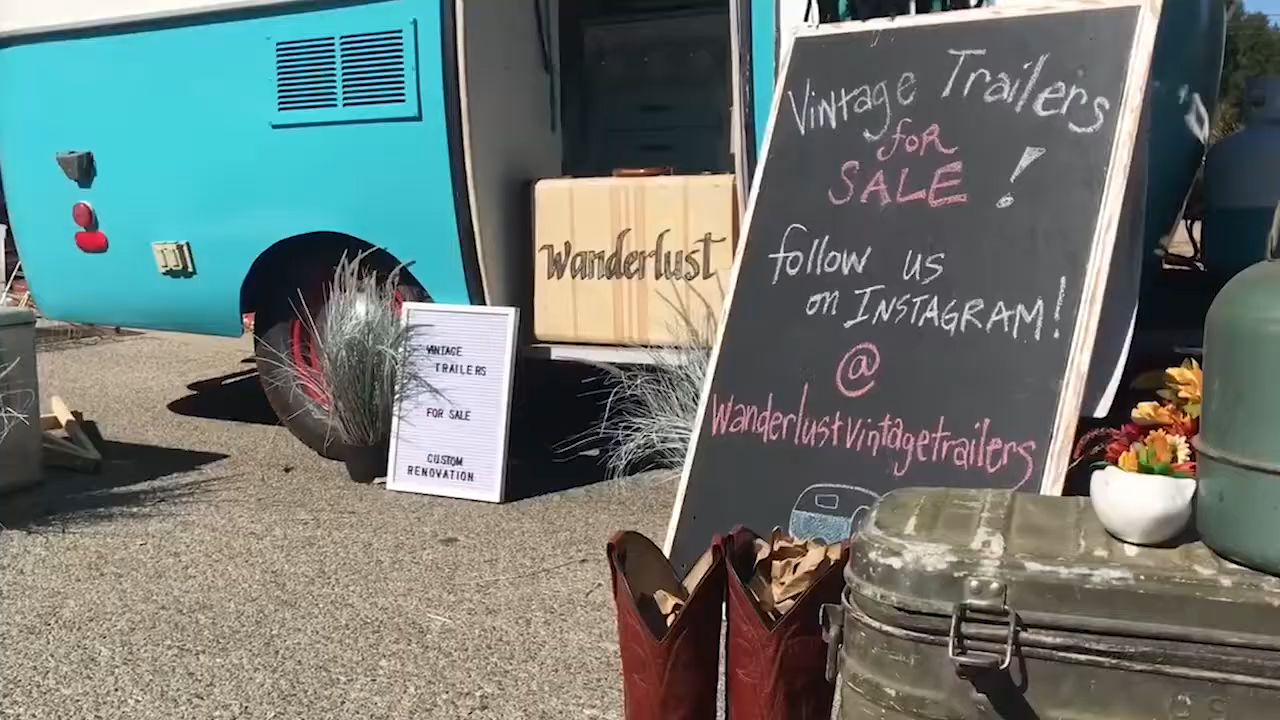 Vintage Trailers
for
SALE!
follow us
on INSTAGRAM!
@
Wanderlustvintagetrailers
Wanderlust
VINTAGE
TRAILERS
FOR SALE
CUSTOM
RENOVATION